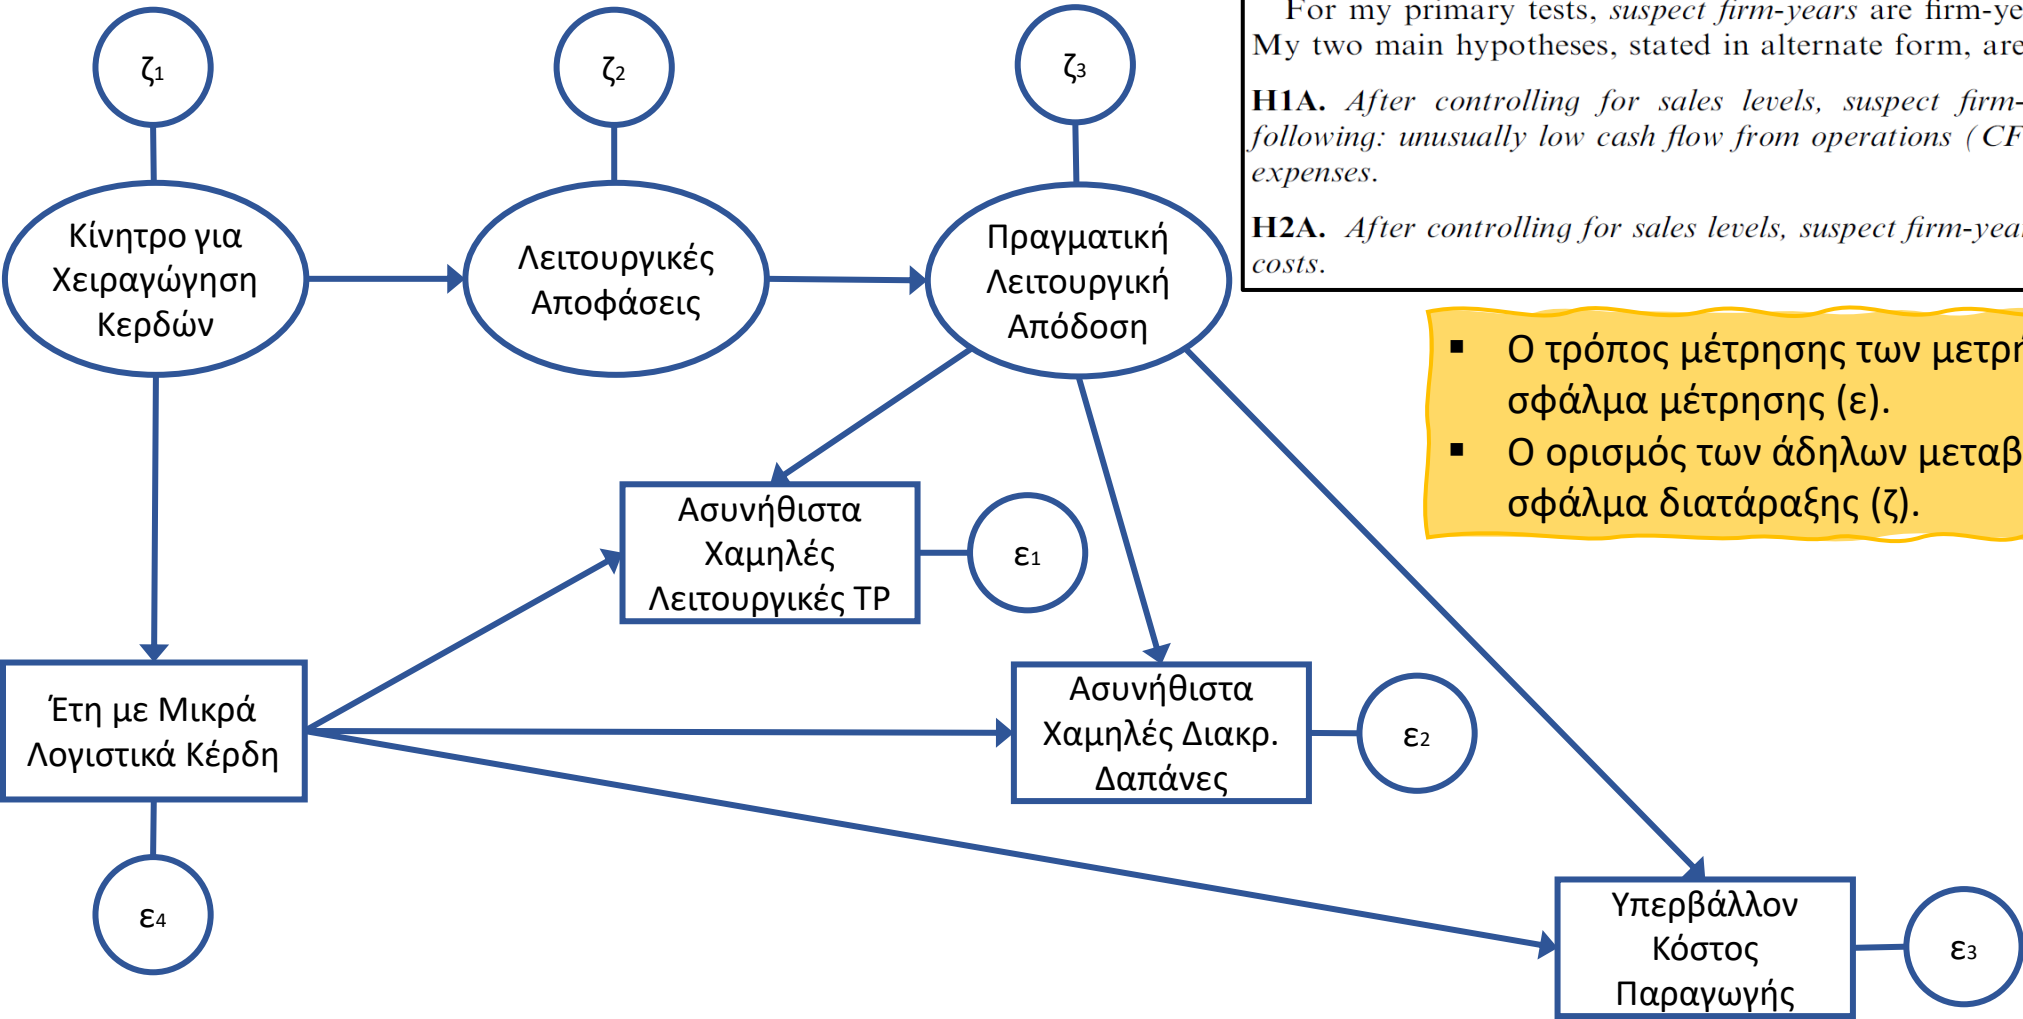 ζ1
ζ2
ζ3
For my primary tests, suspect firm-years are firm-ye
My two main hypotheses, stated in alternate form, are
H1A. After controlling for sales levels, suspect firm-
following: unusually low cash flow from operations (CF
expenses.
H2A. After controlling for sales levels, suspect firm-yea
costs.
Κίνητρο για
Χειραγώγηση
Κερδών
Λειτουργικές
Αποφάσεις
Πραγματική
Λειτουργική
Απόδοση
▪ Ο τρόπος μέτρησης των μετρή
σφάλμα μέτρησης (ε).
▪ Ο ορισμός των άδηλων μεταβ
σφάλμα διατάραξης (ζ).
Ασυνήθιστα
Χαμηλές
Λειτουργικές ΤΡ
ε1
Έτη με Μικρά
Λογιστικά Κέρδη
Ασυνήθιστα
Χαμηλές Διακρ.
Δαπάνες
ε2
ε4
Υπερβάλλον
Κόστος
Παραγωγής
ε3